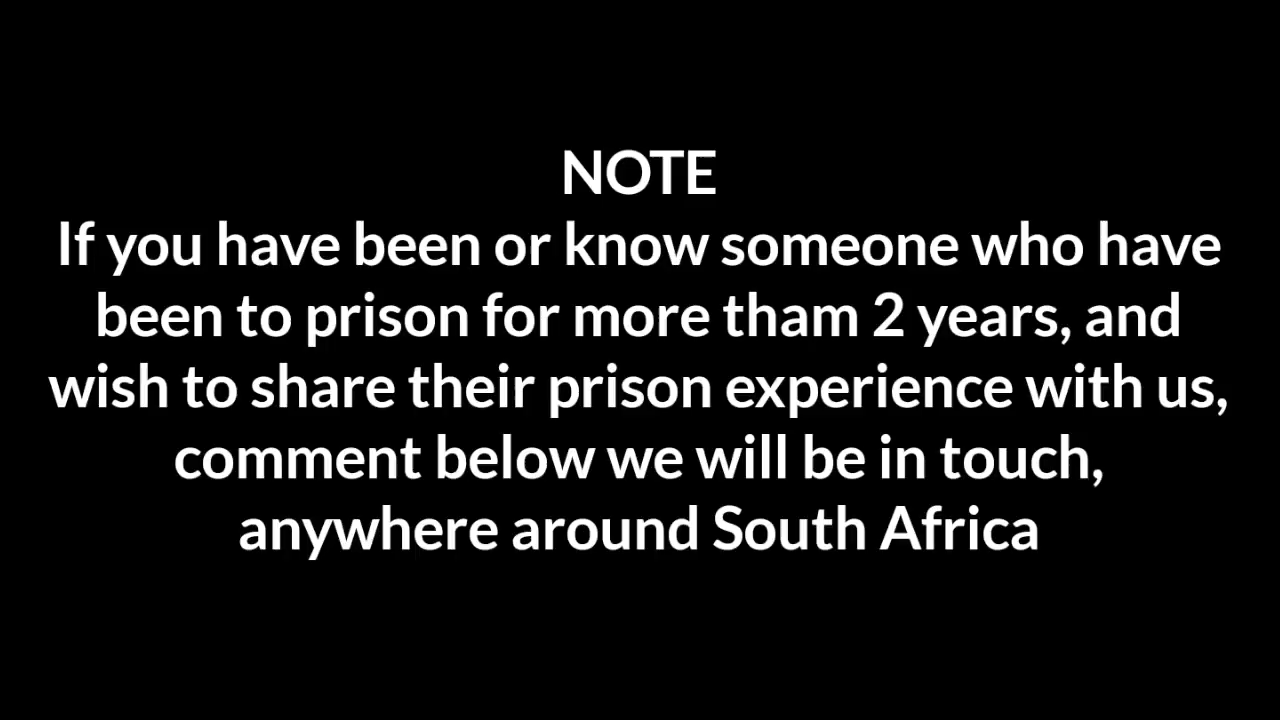 NOTE
If you have been or know someone who have
been to prison for more tham 2 years, and
wish to share their prison experience with us,
comment below we will be in touch,
anywhere around South Africa